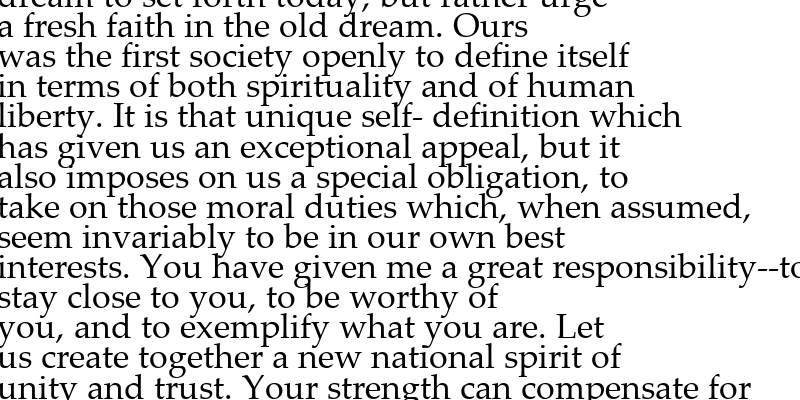 dream to set forth today, but rather urge
a fresh faith in the old dream. Ours
was the first society openly to define itself
in terms of both spirituality and of human
liberty. It is that unique self- definition which
has given us an exceptional appeal, but it
also imposes on us a special obligation, to
take on those moral duties which, when assumed,
seem invariably to be in our own best
interests. You have given me a great responsibility--to
stay close to you, to be worthy of
you, and to exemplify what you are. Let
us create together a new national spirit of
unity and trust. Your strength can compensate for